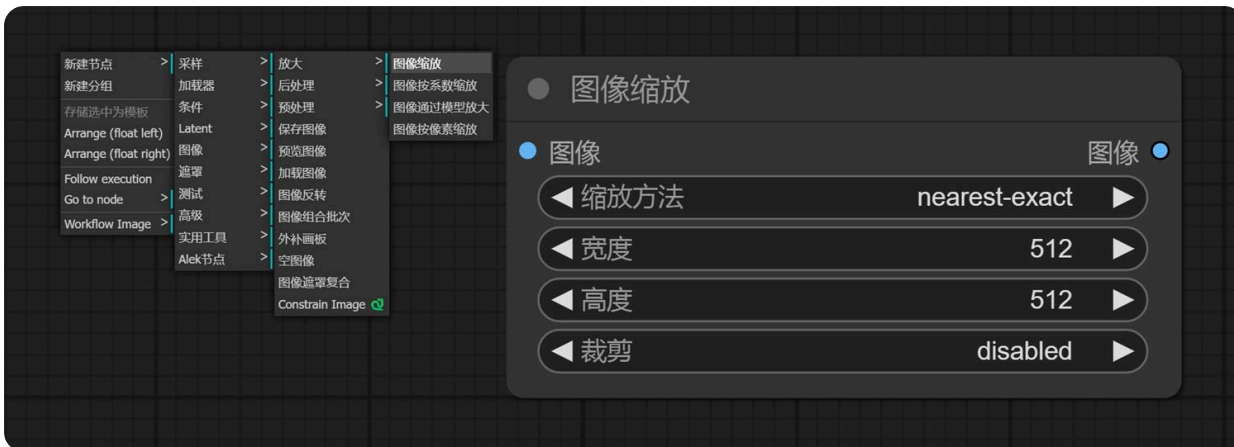 新建节点 >
新建分组
存储选中为模板
Arrange (float left)
Arrange (float right)
Follow execution
Go to node >
Workflow Image >
采样 >
加载器 >
条件 >
Latent >
图像 >
遮罩 >
测试 >
高级 >
实用工具 >
Alek节点 >
放大 >
后处理 >
预处理 >
保存图像
预览图像
加载图像
图像反转
图像组合批次
外补画板
空图像
图像遮罩复合
Constrain Image
图像缩放
图像按系数缩放
图像通过模型放大
图像按像素缩放
图像缩放
图像 图像
缩放方法 nearest-exact
宽度 512
高度 512
裁剪 disabled